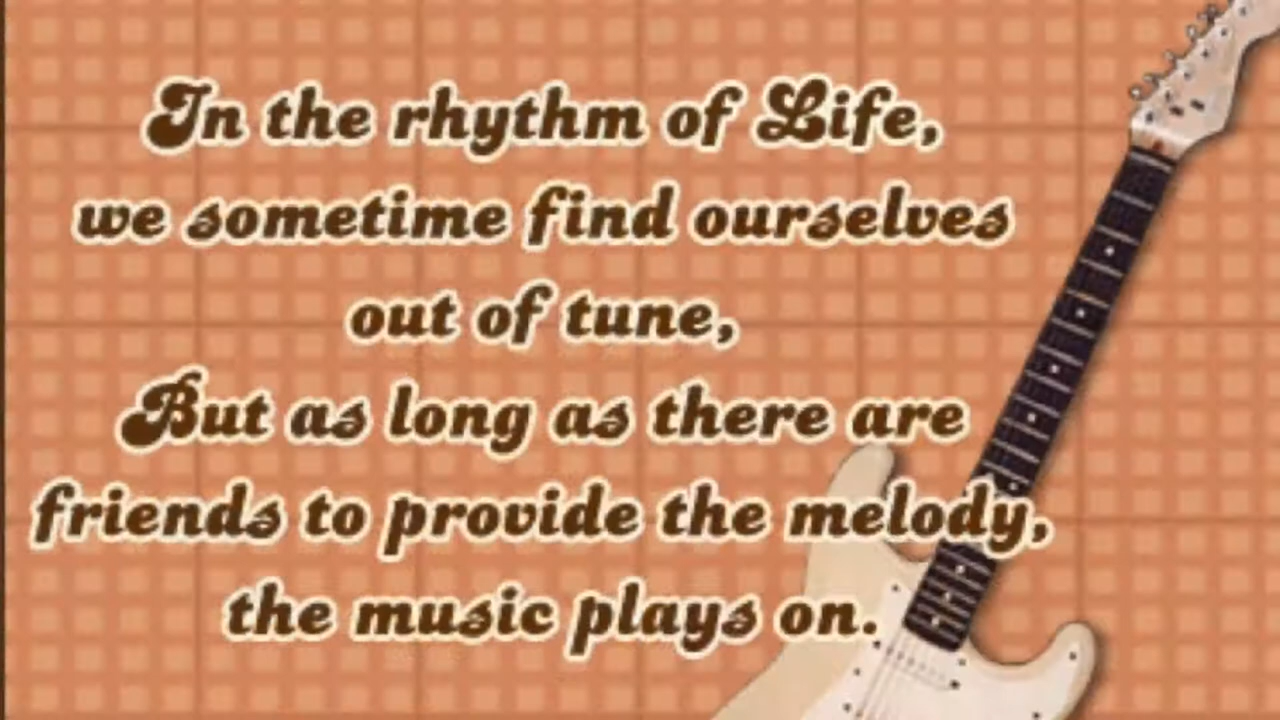 In the rhythm of Life,
we sometime find ourselves
out of tune,
But as long as there are
friends to provide the melody,
the music plays on.